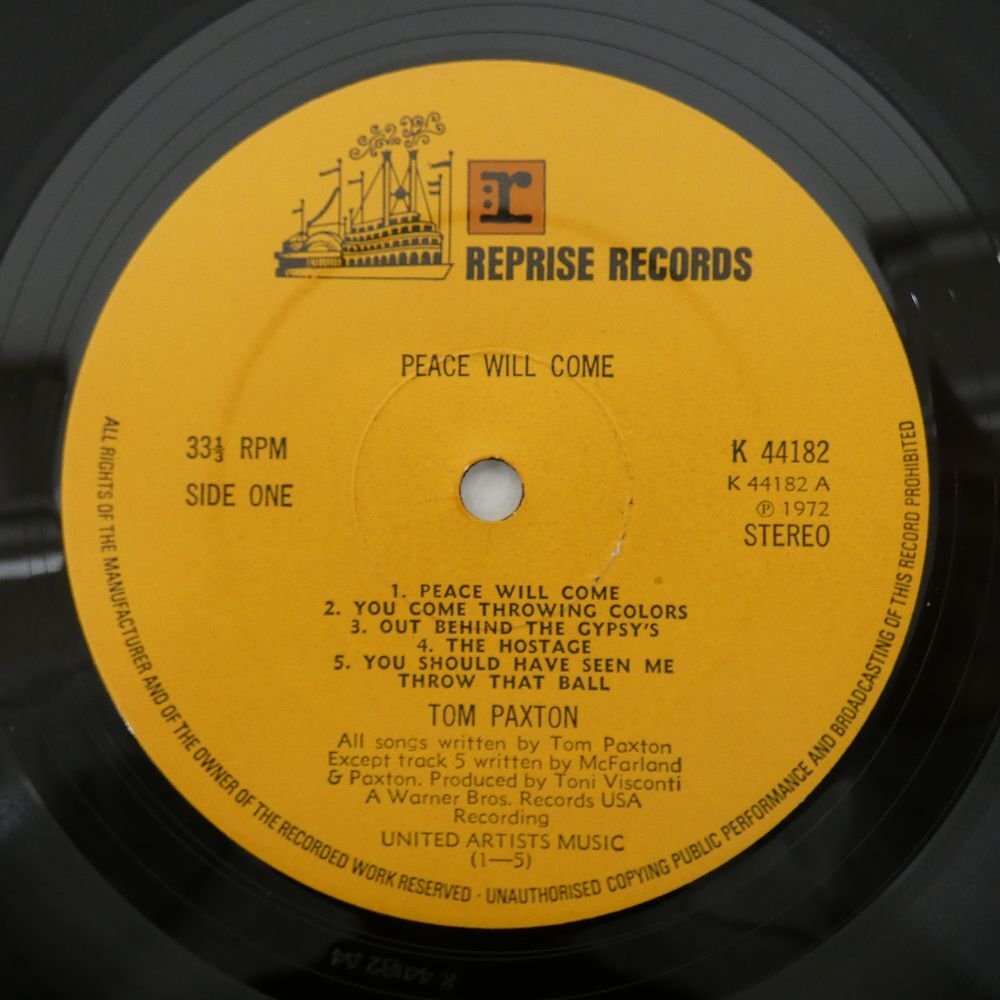 r
REPRISE RECORDS
PEACE WILL COME
33⅓ RPM
SIDE ONE
K 44182
K 44182 A
℗ 1972
STEREO
1. PEACE WILL COME
2. YOU COME THROWING COLORS
3. OUT BEHIND THE GYPSY'S
4. THE HOSTAGE
5. YOU SHOULD HAVE SEEN ME
THROW THAT BALL
TOM PAXTON
All songs written by Tom Paxton
Except track 5 written by McFarland
& Paxton. Produced by Toni Visconti
A Warner Bros. Records USA
Recording
UNITED ARTISTS MUSIC
(1—5)
ALL RIGHTS OF THE MANUFACTURER AND OF THE OWNER OF THE RECORDED WORK RESERVED · UNAUTHORISED COPYING PUBLIC PERFORMANCE AND BROADCASTING OF THIS RECORD PROHIBITED
K 44182 A4